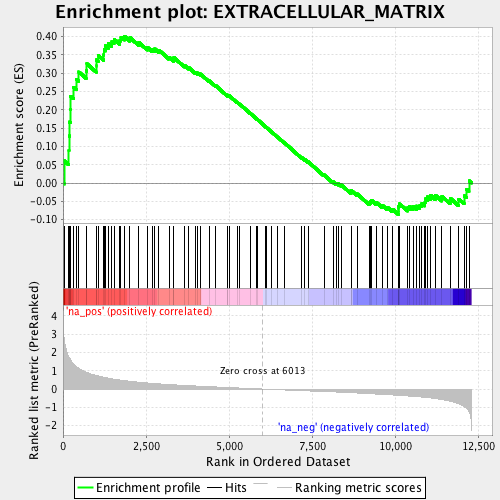 Enrichment plot: EXTRACELLULAR_MATRIX
Enrichment score (ES)
0.40
0.35
0.30
0.25
0.20
0.15
0.10
0.05
0.00
-0.05
-0.10
'na_pos' (positively correlated)
Ranked list metric (PreRanked)
4
3
2
1
0
-1
-2
Zero cross at 6013
'na_neg' (negatively correlated)
0
2,500
5,000
7,500
10,000
12,500
Rank in Ordered Dataset
Enrichment profile
Hits
Ranking metric scores